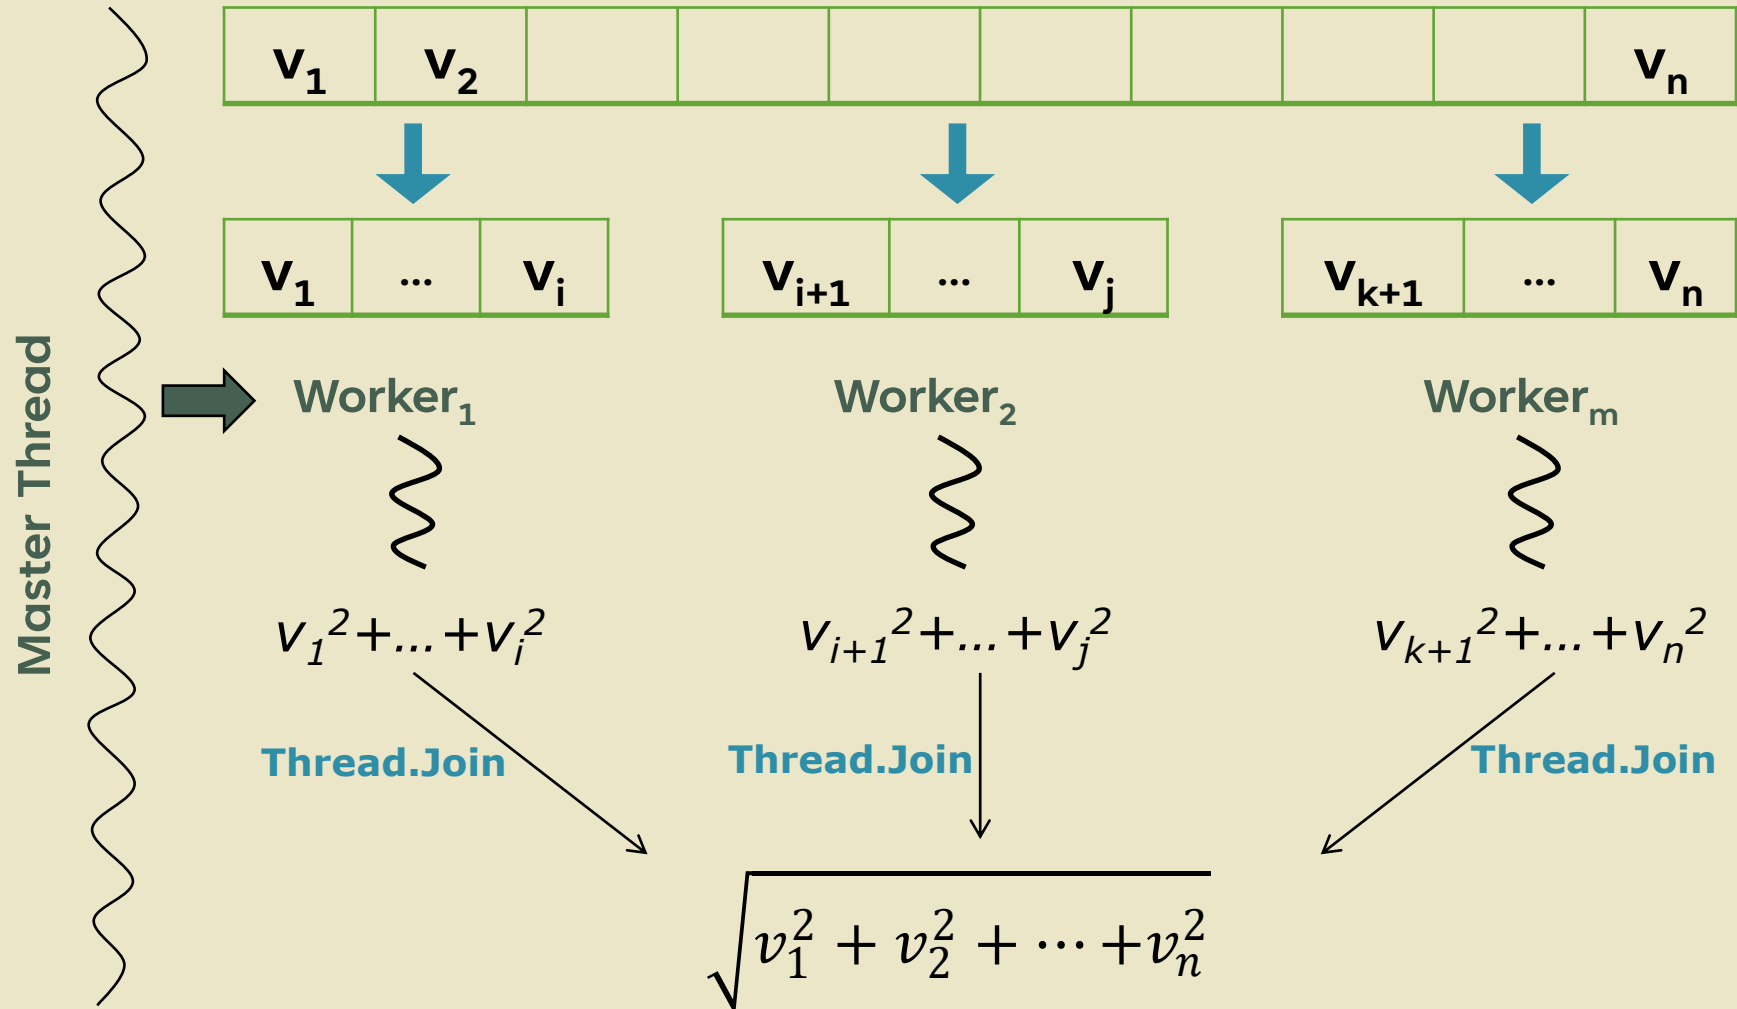 v₁ v₂ vₙ
v₁ ... vᵢ vᵢ₊₁ ... vⱼ vₖ₊₁ ... vₙ
Master Thread
Worker₁ Worker₂ Workerₘ
v₁²+...+vᵢ² vᵢ₊₁²+...+vⱼ² vₖ₊₁²+...+vₙ²
Thread.Join Thread.Join Thread.Join
√v₁² + v₂² + ⋯ +vₙ²